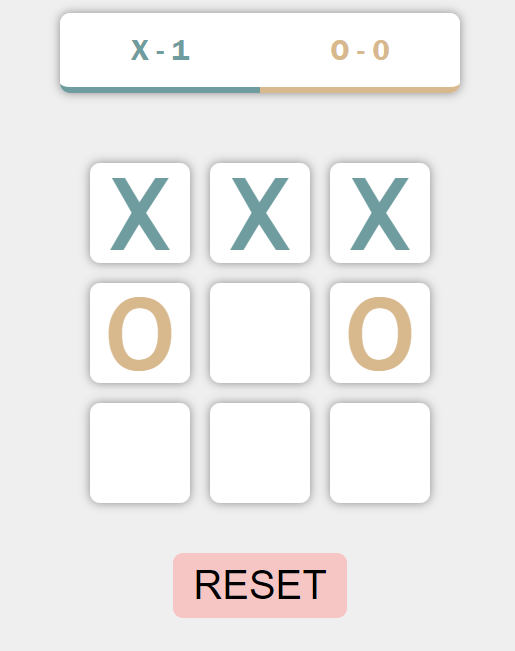 X - 1 O - 0
X X X
O O
RESET